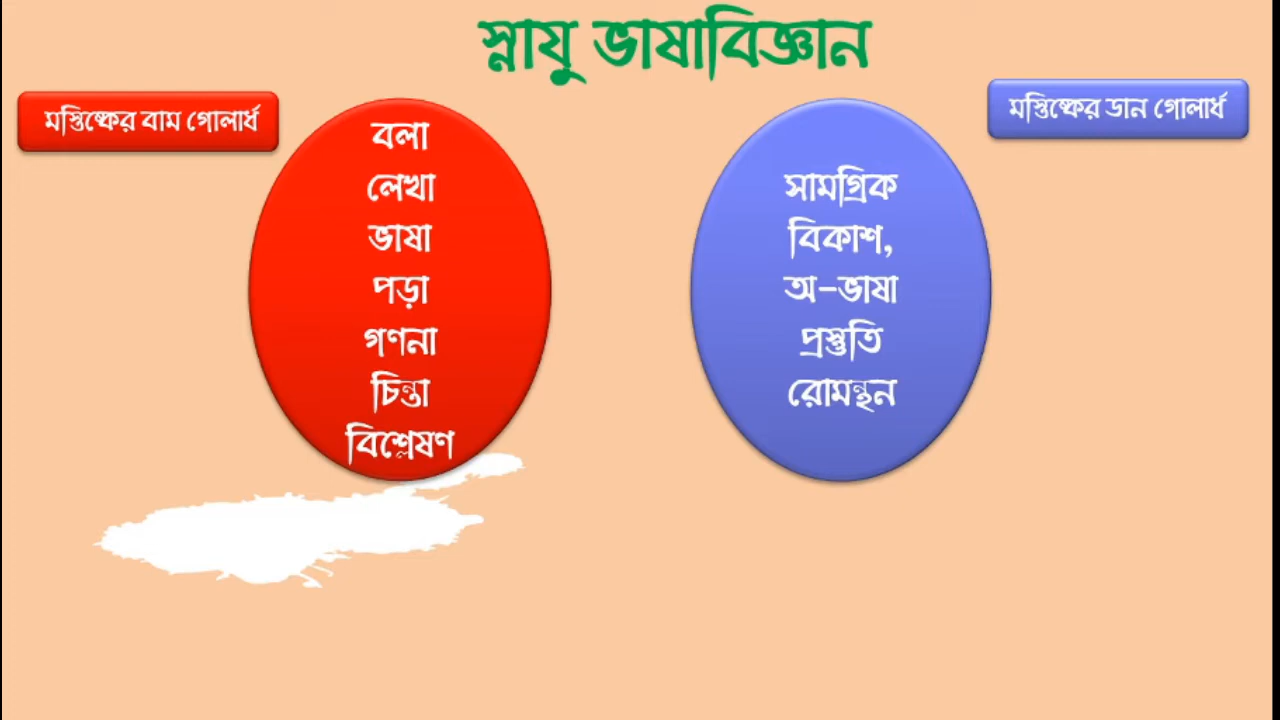 স্নাযু ভাষাবিজ্ঞান
মস্তিষ্কের বাম গোলার্ধ
মস্তিষ্কের ডান গোলার্ধ
বলা
লেখা
ভাষা
পড়া
গণনা
চিন্তা
বিশ্লেষণ
সামগ্রিক
বিকাশ,
অ-ভাষা
প্রস্তুতি
রোমন্থন